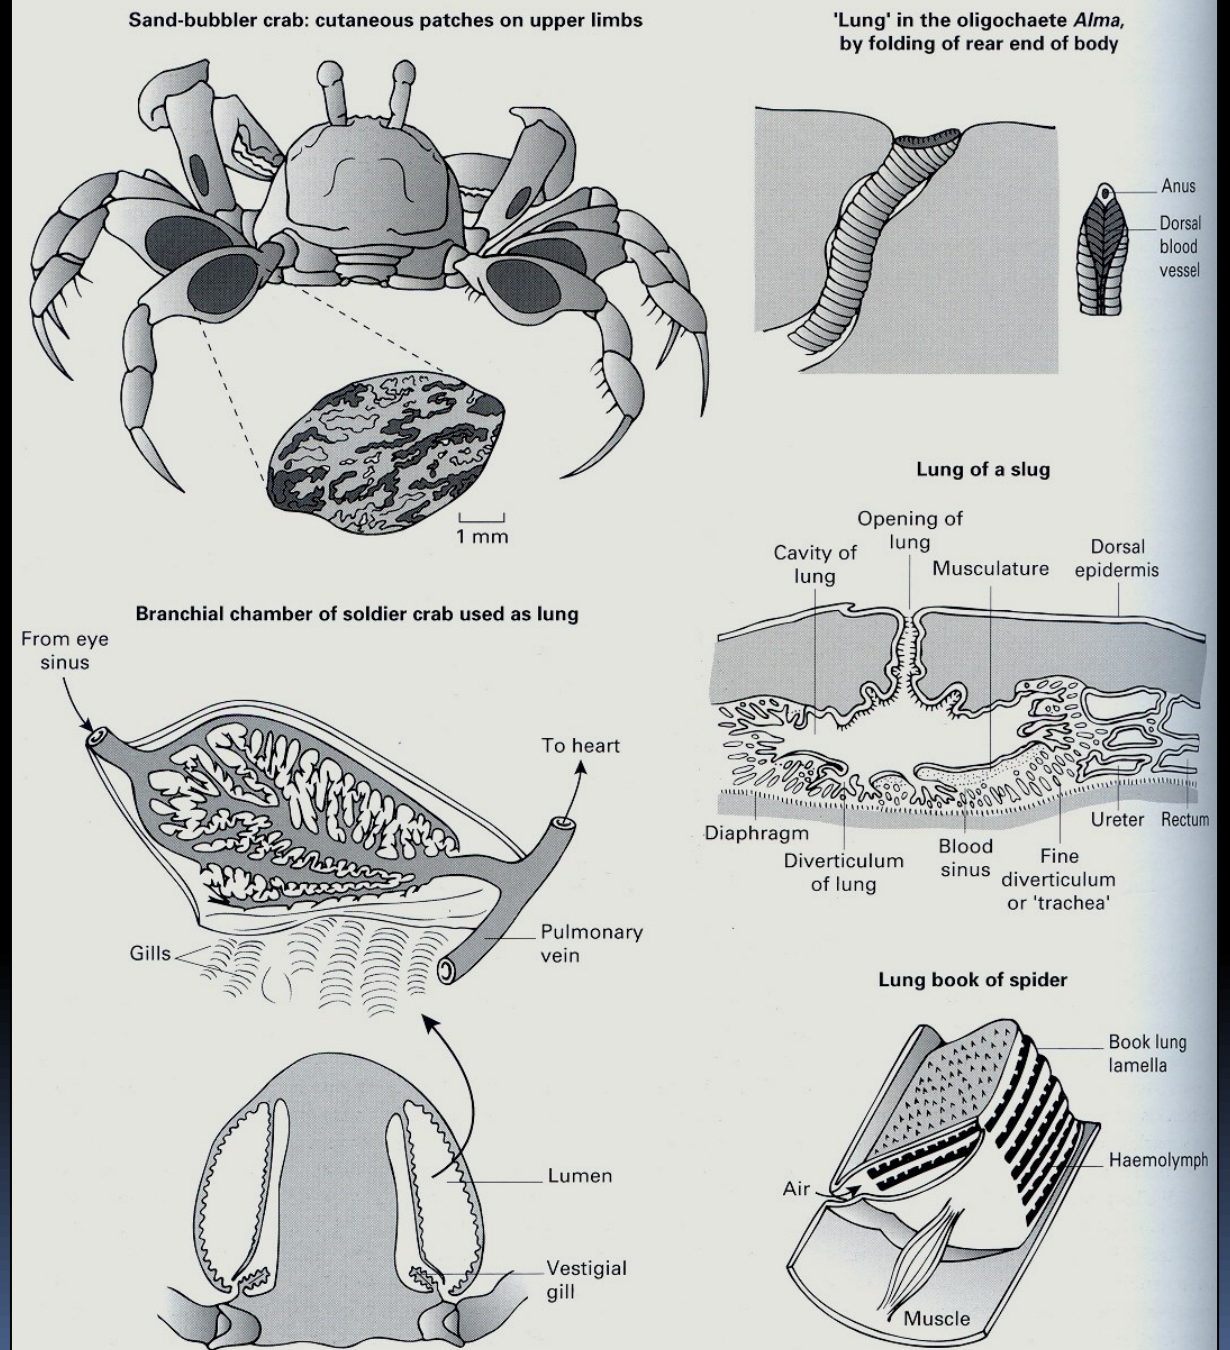 Sand-bubbler crab: cutaneous patches on upper limbs
1 mm
'Lung' in the oligochaete Alma,
by folding of rear end of body
Anus
Dorsal
blood
vessel
Branchial chamber of soldier crab used as lung
From eye
sinus
To heart
Pulmonary
vein
Gills
Lumen
Vestigial
gill
Lung of a slug
Opening of
lung
Cavity of
lung
Musculature
Dorsal
epidermis
Diaphragm
Diverticulum
of lung
Blood
sinus
Fine
diverticulum
or 'trachea'
Ureter
Rectum
Lung book of spider
Book lung
lamella
Haemolymph
Air
Muscle